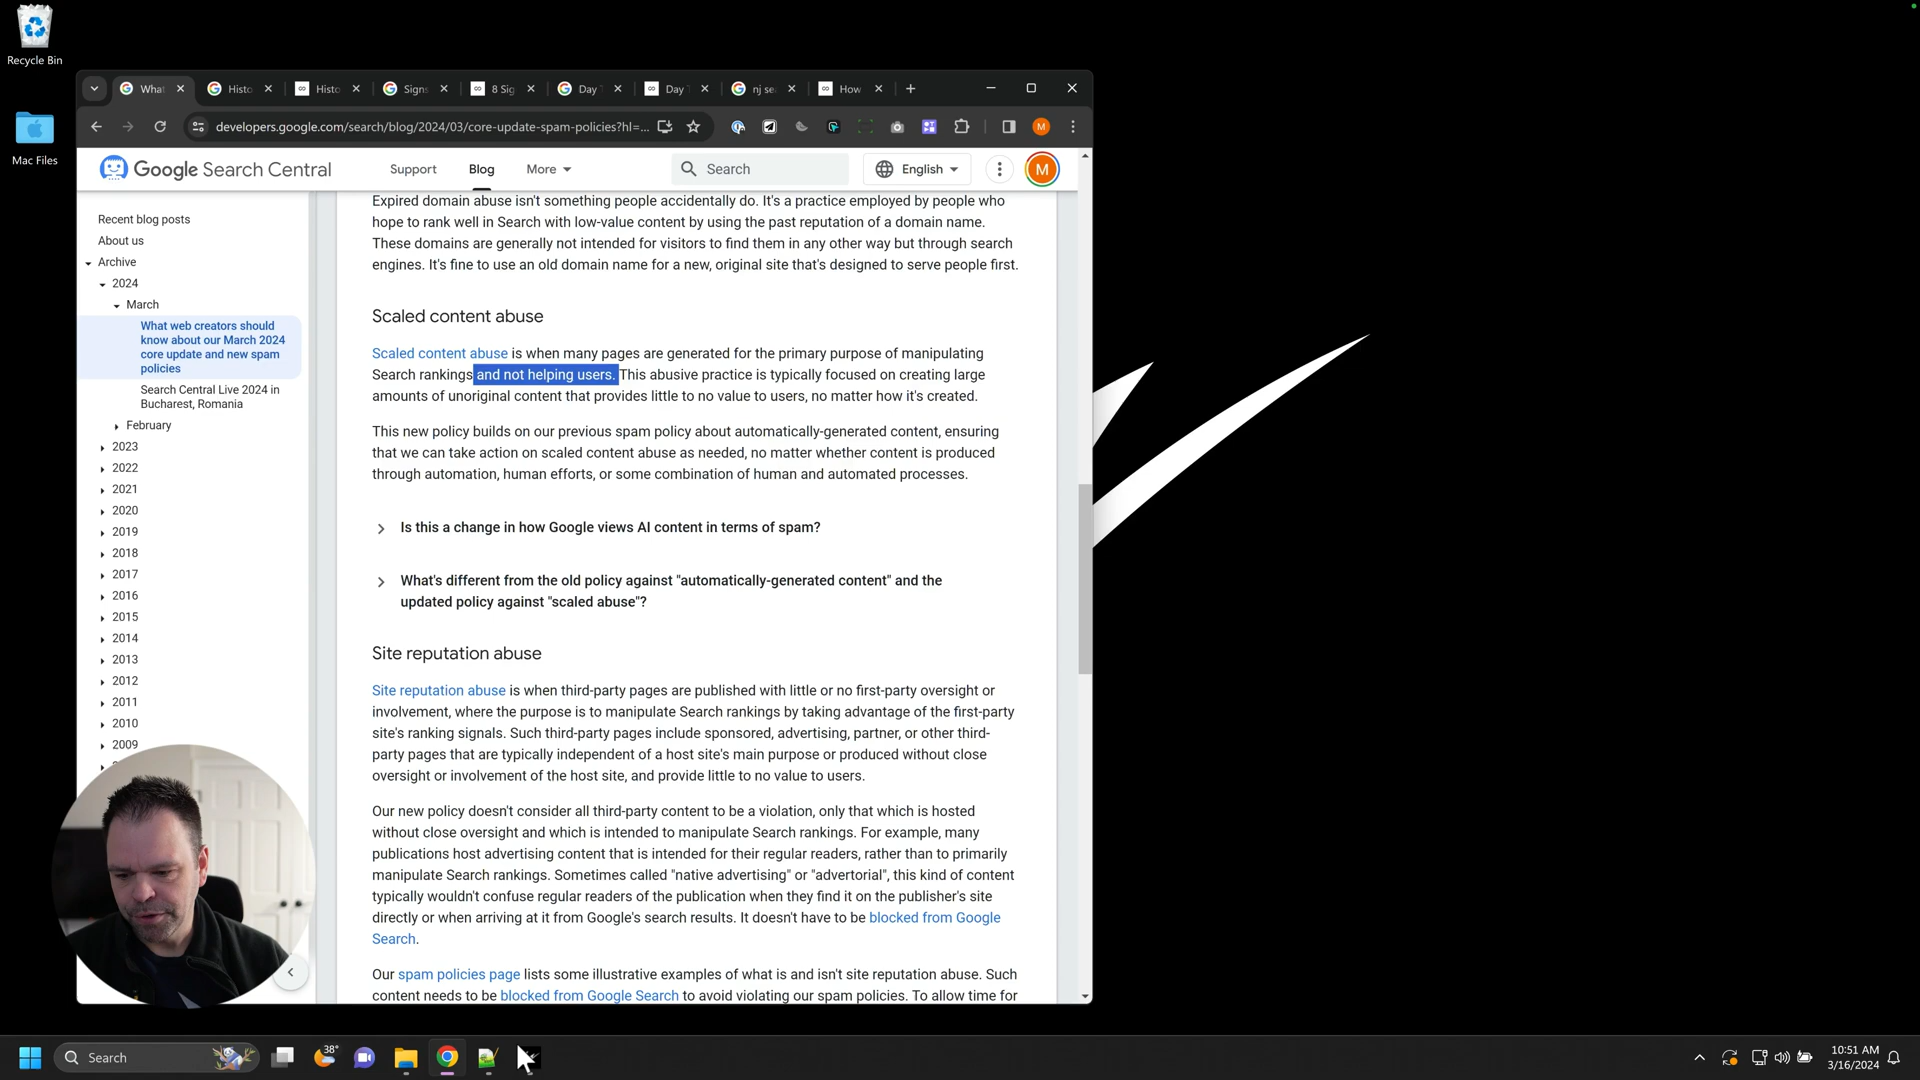 Recycle Bin
Mac Files
What
Histo
Histo
Signs
8 Sig
Day
Day
nj se
How
developers.google.com/search/blog/2024/03/core-update-spam-policies?hl=...
M
Google Search Central
Support
Blog
More
Search
English
M
Recent blog posts
About us
Archive
2024
March
What web creators should
know about our March 2024
core update and new spam
policies
Search Central Live 2024 in
Bucharest, Romania
February
2023
2022
2021
2020
2019
2018
2017
2016
2015
2014
2013
2012
2011
2010
2009
Expired domain abuse isn't something people accidentally do. It's a practice employed by people who
hope to rank well in Search with low-value content by using the past reputation of a domain name.
These domains are generally not intended for visitors to find them in any other way but through search
engines. It's fine to use an old domain name for a new, original site that's designed to serve people first.
Scaled content abuse
Scaled content abuse is when many pages are generated for the primary purpose of manipulating
Search rankings and not helping users. This abusive practice is typically focused on creating large
amounts of unoriginal content that provides little to no value to users, no matter how it's created.
This new policy builds on our previous spam policy about automatically-generated content, ensuring
that we can take action on scaled content abuse as needed, no matter whether content is produced
through automation, human efforts, or some combination of human and automated processes.
Is this a change in how Google views AI content in terms of spam?
What's different from the old policy against "automatically-generated content" and the
updated policy against "scaled abuse"?
Site reputation abuse
Site reputation abuse is when third-party pages are published with little or no first-party oversight or
involvement, where the purpose is to manipulate Search rankings by taking advantage of the first-party
site's ranking signals. Such third-party pages include sponsored, advertising, partner, or other third-
party pages that are typically independent of a host site's main purpose or produced without close
oversight or involvement of the host site, and provide little to no value to users.
Our new policy doesn't consider all third-party content to be a violation, only that which is hosted
without close oversight and which is intended to manipulate Search rankings. For example, many
publications host advertising content that is intended for their regular readers, rather than to primarily
manipulate Search rankings. Sometimes called "native advertising" or "advertorial", this kind of content
typically wouldn't confuse regular readers of the publication when they find it on the publisher's site
directly or when arriving at it from Google's search results. It doesn't have to be blocked from Google
Search.
Our spam policies page lists some illustrative examples of what is and isn't site reputation abuse. Such
content needs to be blocked from Google Search to avoid violating our spam policies. To allow time for
Search
38°
10:51 AM
3/16/2024